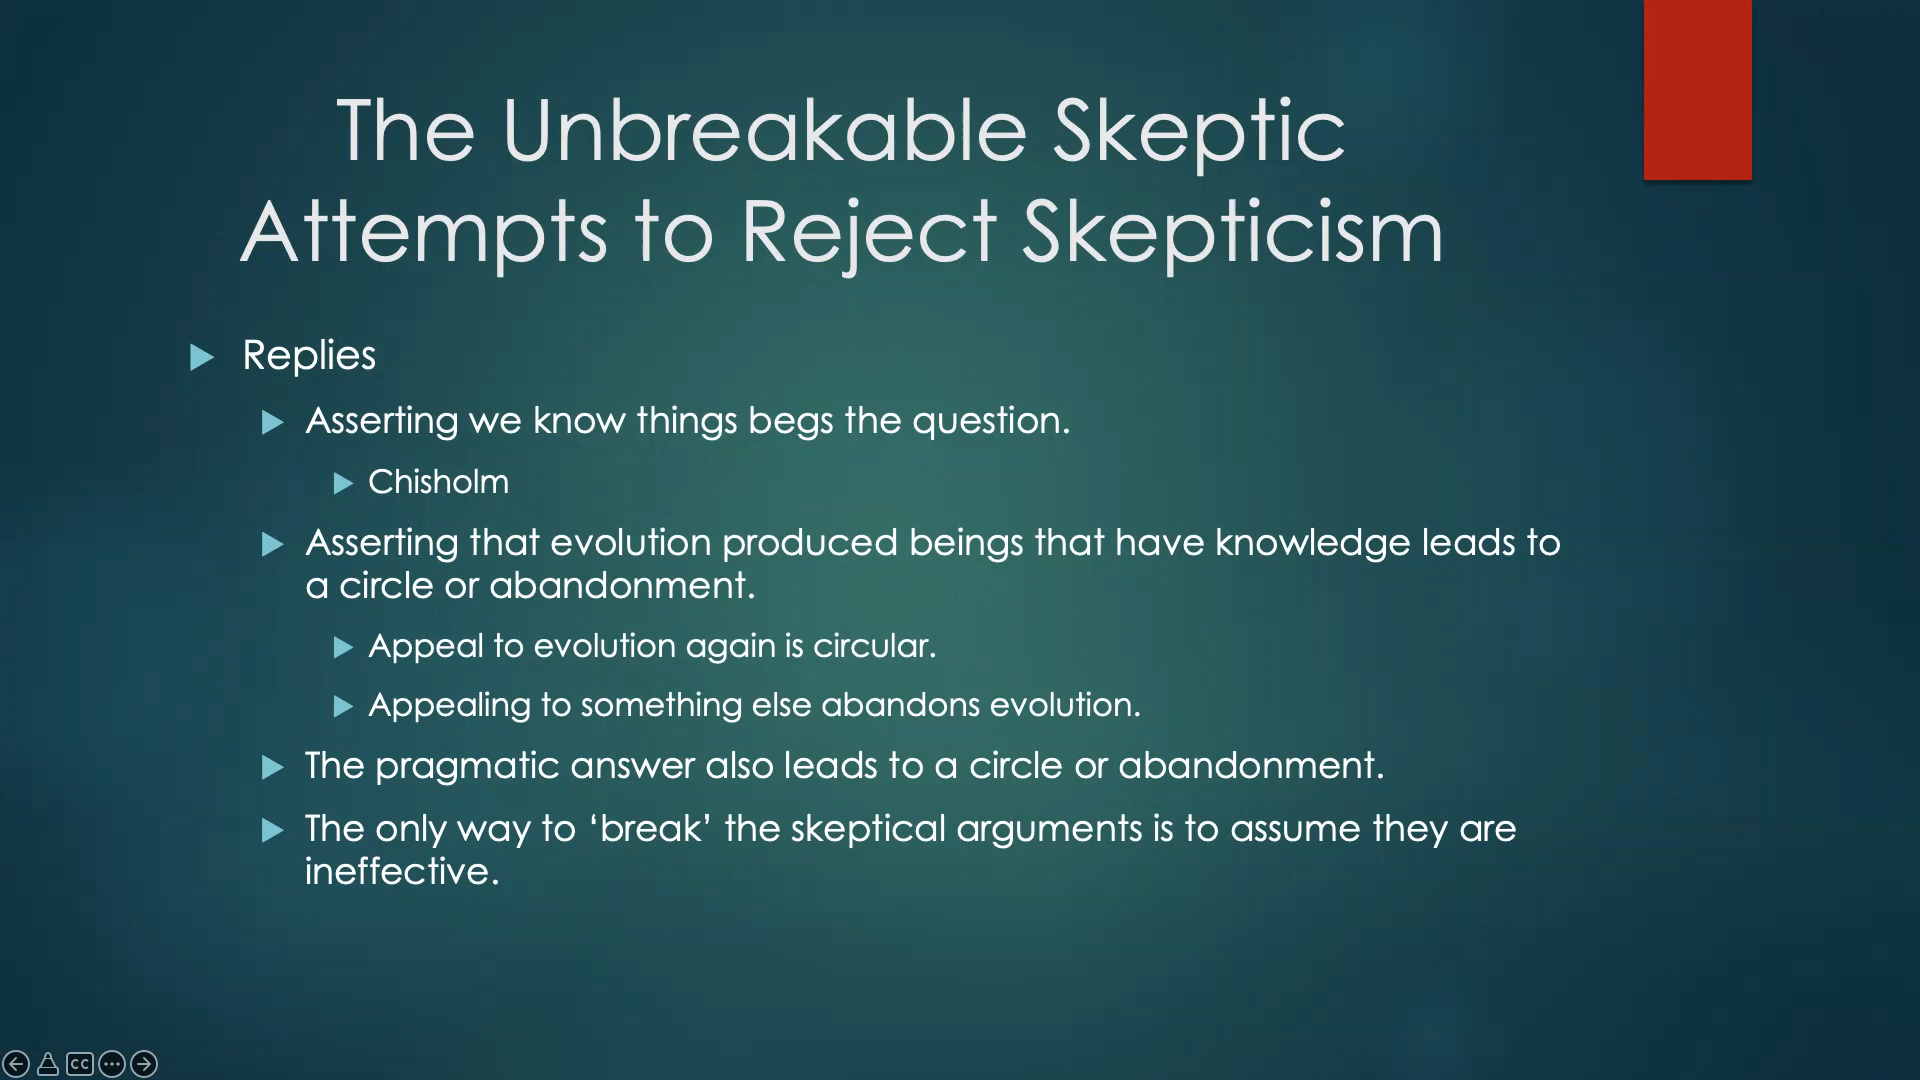 The Unbreakable Skeptic
Attempts to Reject Skepticism
Replies
Asserting we know things begs the question.
Chisholm
Asserting that evolution produced beings that have knowledge leads to
a circle or abandonment.
Appeal to evolution again is circular.
Appealing to something else abandons evolution.
The pragmatic answer also leads to a circle or abandonment.
The only way to ‘break’ the skeptical arguments is to assume they are
ineffective.
CC